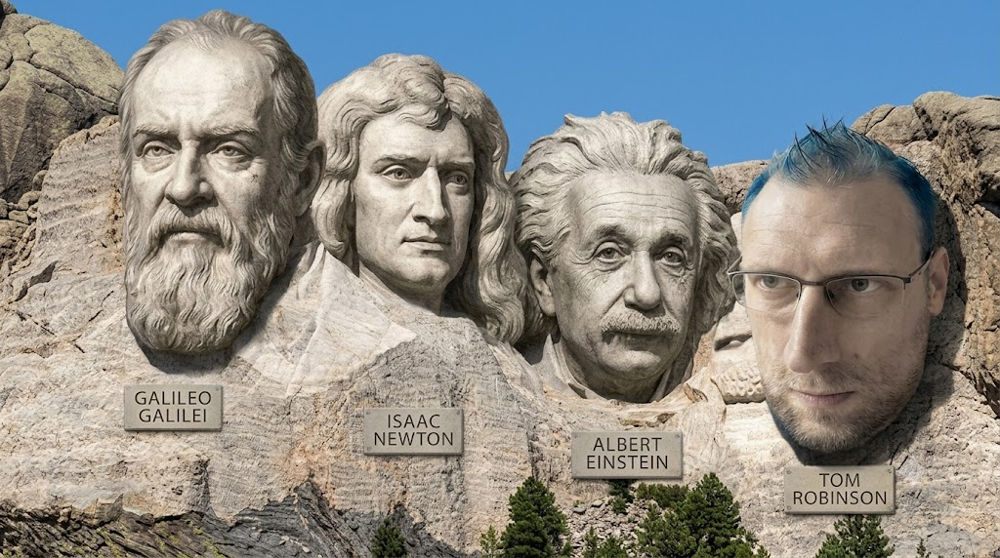 GALILEO
GALILEI
ISAAC
NEWTON
ALBERT
EINSTEIN
TOM
ROBINSON